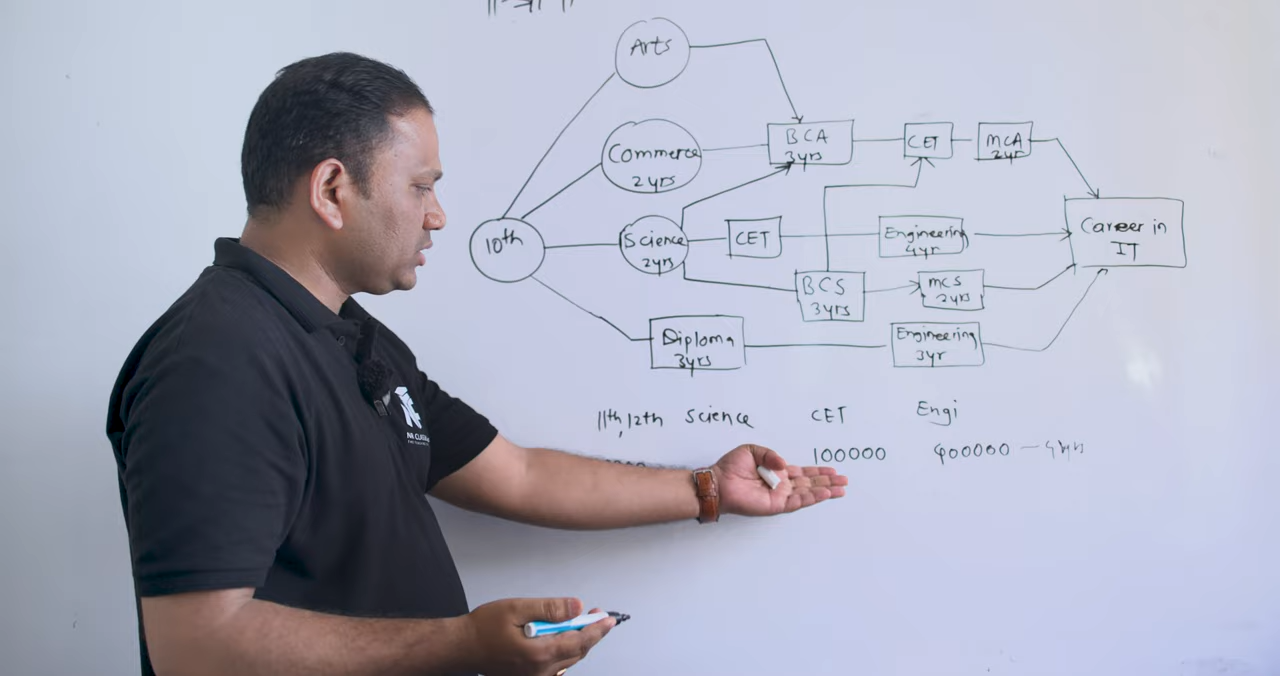 Arts
BCA
3yrs
CET
MCA
2yr
Commerce
2yrs
10th
Science
2yrs
CET
Engineering
4yr
Career in
IT
BCS
3yrs
MCS
2yrs
Diploma
3yrs
Engineering
3yr
11th, 12th Science CET Engi
100000 400000 - 4yrs